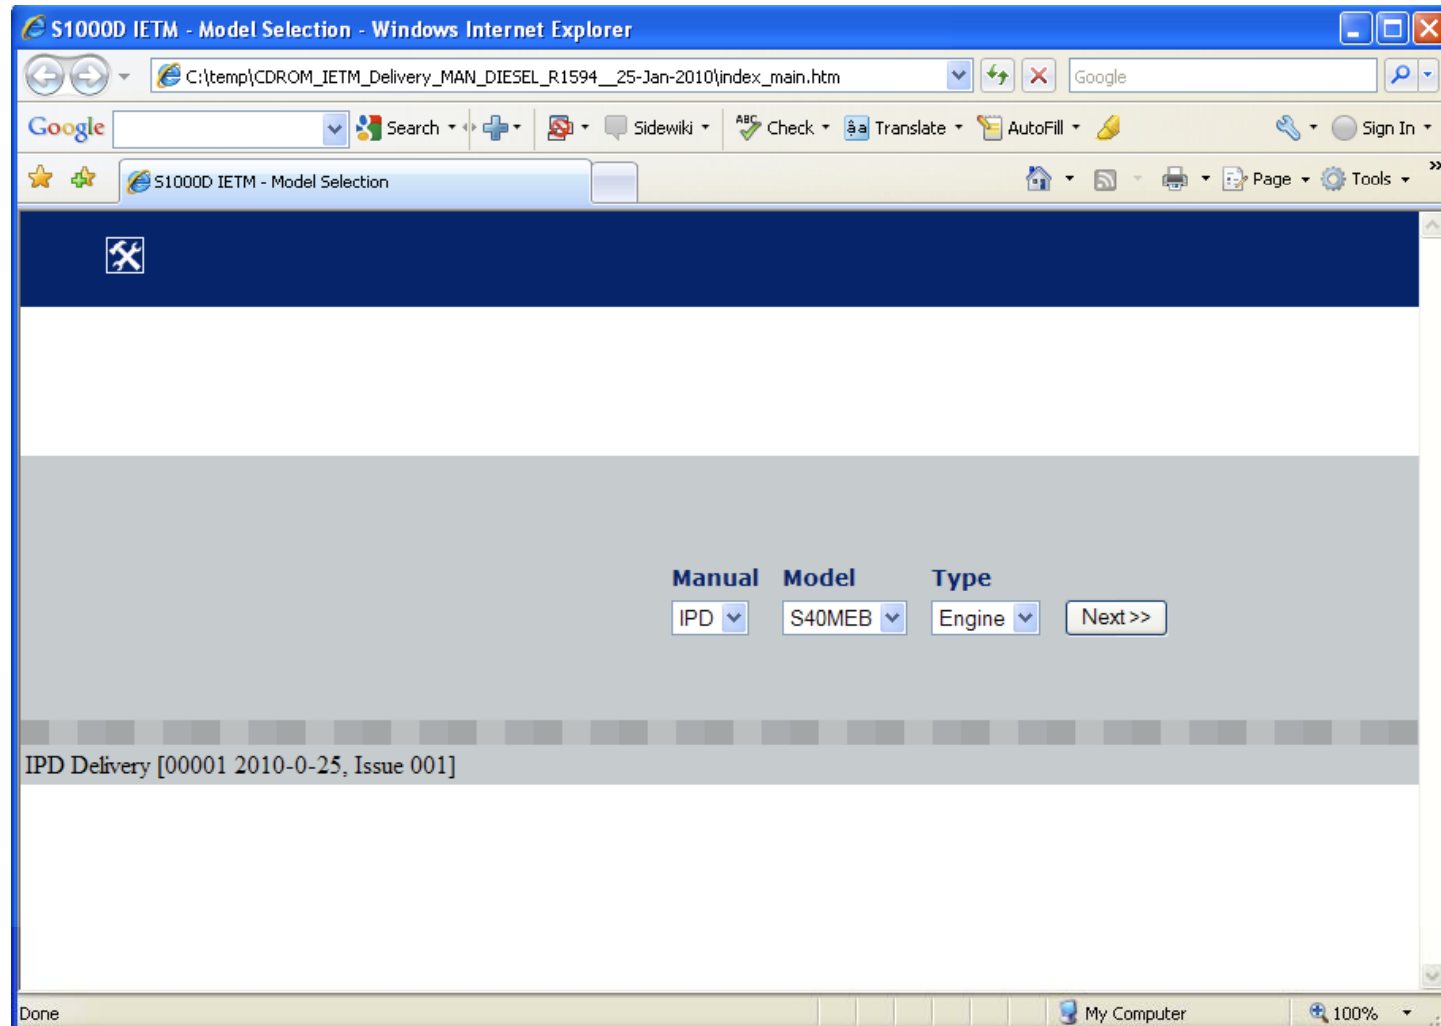 S1000D IETM - Model Selection - Windows Internet Explorer
C:\temp\CDROM_IETM_Delivery_MAN_DIESEL_R1594__25-Jan-2010\index_main.htm
Google
Google
Search
Sidewiki
ABC
Check
âa
Translate
AutoFill
Sign In
S1000D IETM - Model Selection
Page
Tools
»
Manual Model Type
IPD S40MEB Engine Next>>
IPD Delivery [00001 2010-0-25, Issue 001]
Done
My Computer
100%